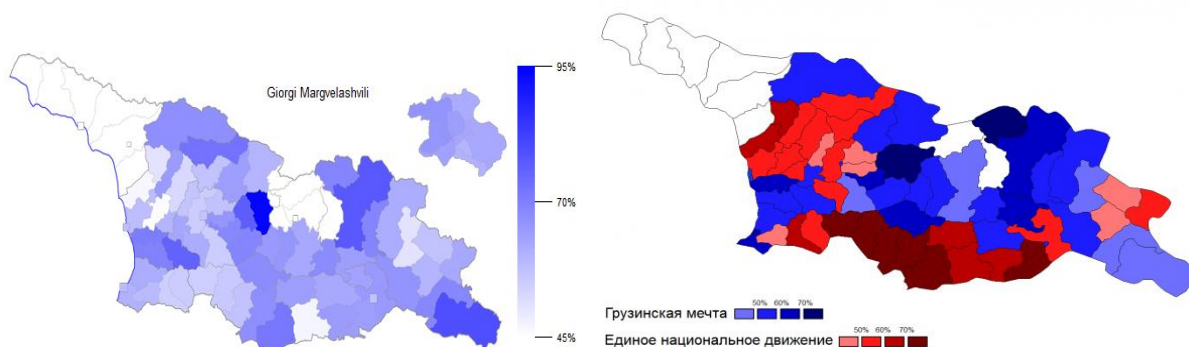 Giorgi Margvelashvili
95%
70%
45%
50% 60% 70%
Грузинская мечта
50% 60% 70%
Единое национальное движение